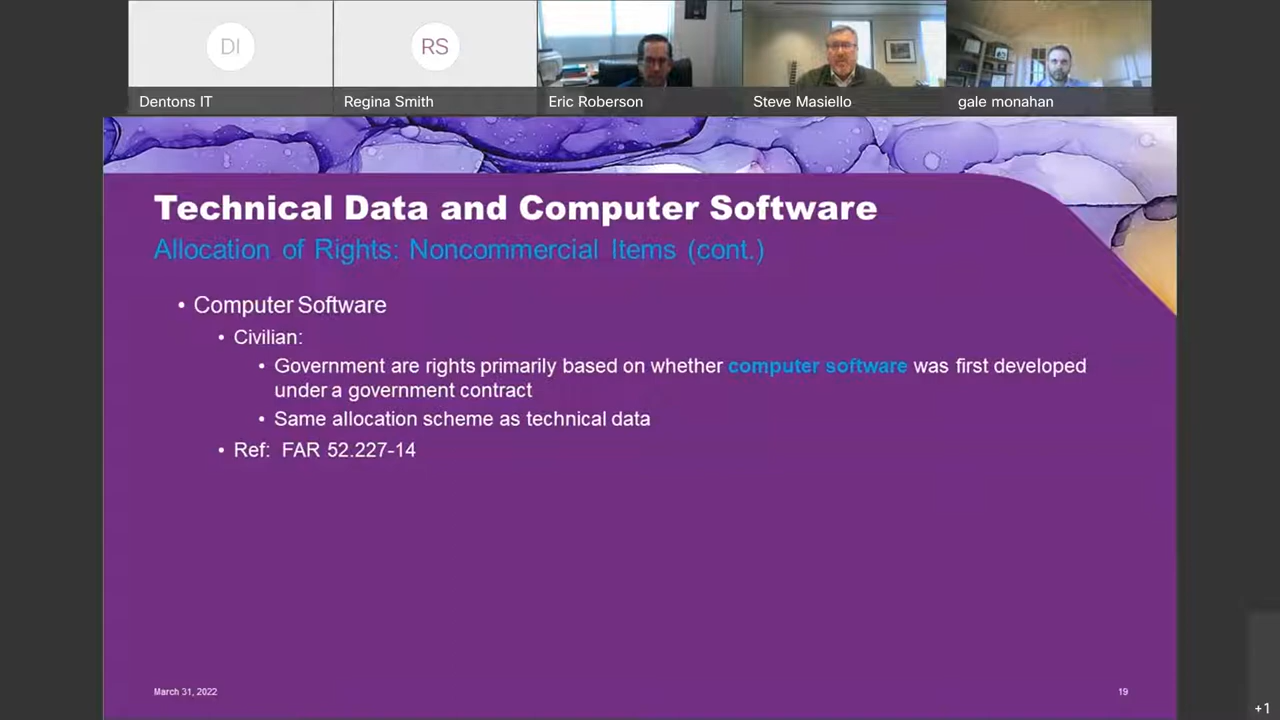 DI
RS
Dentons IT
Regina Smith
Eric Roberson
Steve Masiello
gale monahan
Technical Data and Computer Software
Allocation of Rights: Noncommercial Items (cont.)
• Computer Software
• Civilian:
• Government are rights primarily based on whether computer software was first developed
under a government contract
• Same allocation scheme as technical data
• Ref: FAR 52.227-14
March 31, 2022
19
+1